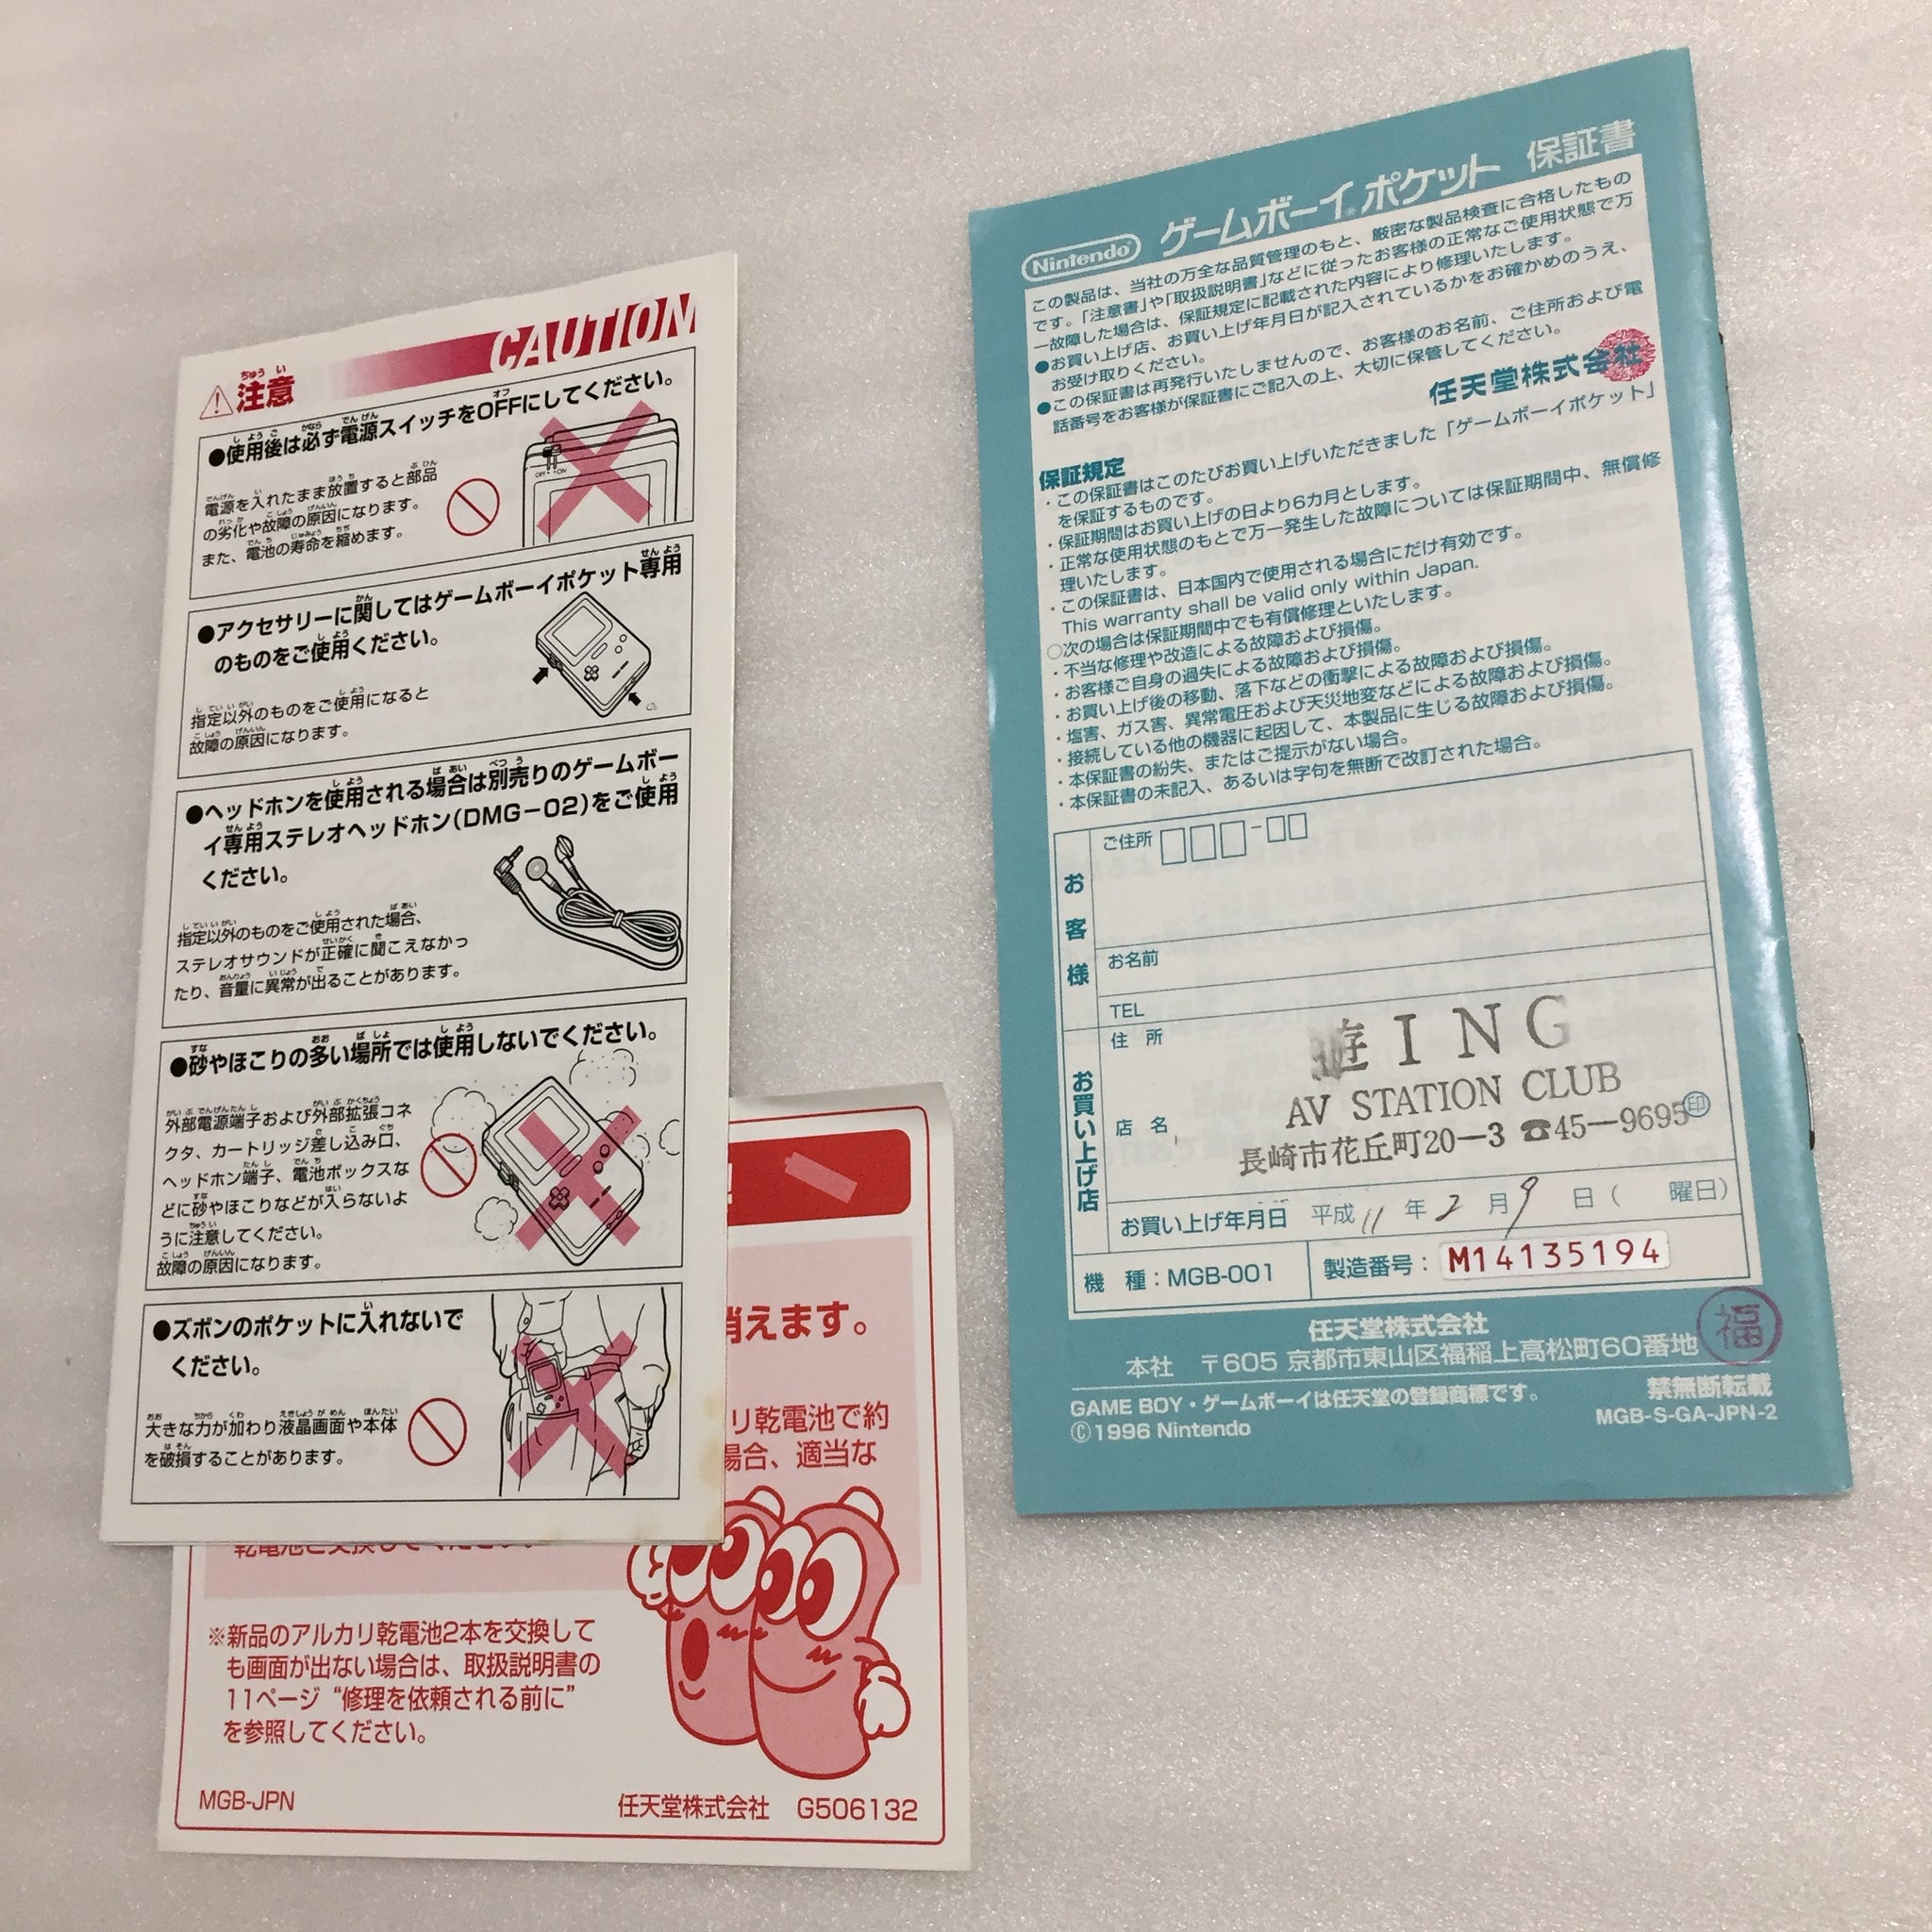 CAUTION
ちゅう い
注意
●使用後は必ず電源スイッチをOFFにしてください。
電源を入れたまま放置すると部品
の劣化や故障の原因になります。
また、電池の寿命を縮めます。
OFF・ON
●アクセサリーに関してはゲームボーイポケット専用
のものをご使用ください。
指定以外のものをご使用になると
故障の原因になります。
●ヘッドホンを使用される場合は別売りのゲームボー
イ専用ステレオヘッドホン(DMG-02)をご使用
ください。
指定以外のものをご使用された場合、
ステレオサウンドが正確に聞こえなかっ
たり、音量に異常が出ることがあります。
●砂やほこりの多い場所では使用しないでください。
外部電源端子および外部拡張コネ
クタ、カートリッジ差し込み口、
ヘッドホン端子、電池ボックスな
どに砂やほこりなどが入らないよ
うに注意してください。
故障の原因になります。
●ズボンのポケットに入れないで
ください。
大きな力が加わり液晶画面や本体
を破損することがあります。
消えます。
リ乾電池で約
場合、適当な
乾電池と交換してください。
※新品のアルカリ乾電池2本を交換して
も画面が出ない場合は、取扱説明書の
11ページ“修理を依頼される前に”
を参照してください。
MGB-JPN
任天堂株式会社 G506132
Nintendo ゲームボーイ®ポケット 保証書
この製品は、当社の万全な品質管理のもと、厳密な製品検査に合格したもの
です。「注意書」や「取扱説明書」などに従ったお客様の正常なご使用状態で万
一故障した場合は、保証規定に記載された内容により修理いたします。
●お買い上げ店、お買い上げ年月日が記入されているかをお確かめのうえ、
お受け取りください。
●この保証書は再発行いたしませんので、お客様のお名前、ご住所および電
話番号をお客様が保証書にご記入の上、大切に保管してください。
任天堂株式会社
保証規定
・この保証書はこのたびお買い上げいただきました「ゲームボーイポケット」
を保証するものです。
・保証期間はお買い上げの日より6カ月とします。
・正常な使用状態のもとで万一発生した故障については保証期間中、無償修
理いたします。
・この保証書は、日本国内で使用される場合にだけ有効です。
This warranty shall be valid only within Japan.
○次の場合は保証期間中でも有償修理といたします。
・不当な修理や改造による故障および損傷。
・お客様ご自身の過失による故障および損傷。
・お買い上げ後の移動、落下などの衝撃による故障および損傷。
・塩害、ガス害、異常電圧および天災地変などによる故障および損傷。
・接続している他の機器に起因して、本製品に生じる故障および損傷。
・本保証書の紛失、またはご提示がない場合。
・本保証書の未記入、あるいは字句を無断で改訂された場合。
お客様
ご住所 □□□-□□
お名前
TEL
お買い上げ店
住 所
店 名
遊ING
AV STATION CLUB
長崎市花丘町20-3 ☎45-9695
印
お買い上げ年月日 平成11年2月9日( 曜日)
機 種：MGB-001
製造番号：M14135194
任天堂株式会社
本社 〒605 京都市東山区福稲上高松町60番地
福
GAME BOY・ゲームボーイは任天堂の登録商標です。
©1996 Nintendo
禁無断転載
MGB-S-GA-JPN-2